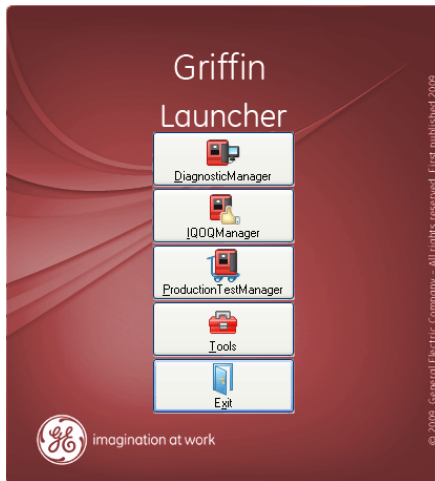 Griffin
Launcher
DiagnosticManager
IQOQManager
ProductionTestManager
Tools
Exit
GE imagination at work
© 2009 General Electric Company - All rights reserved. First published 2009